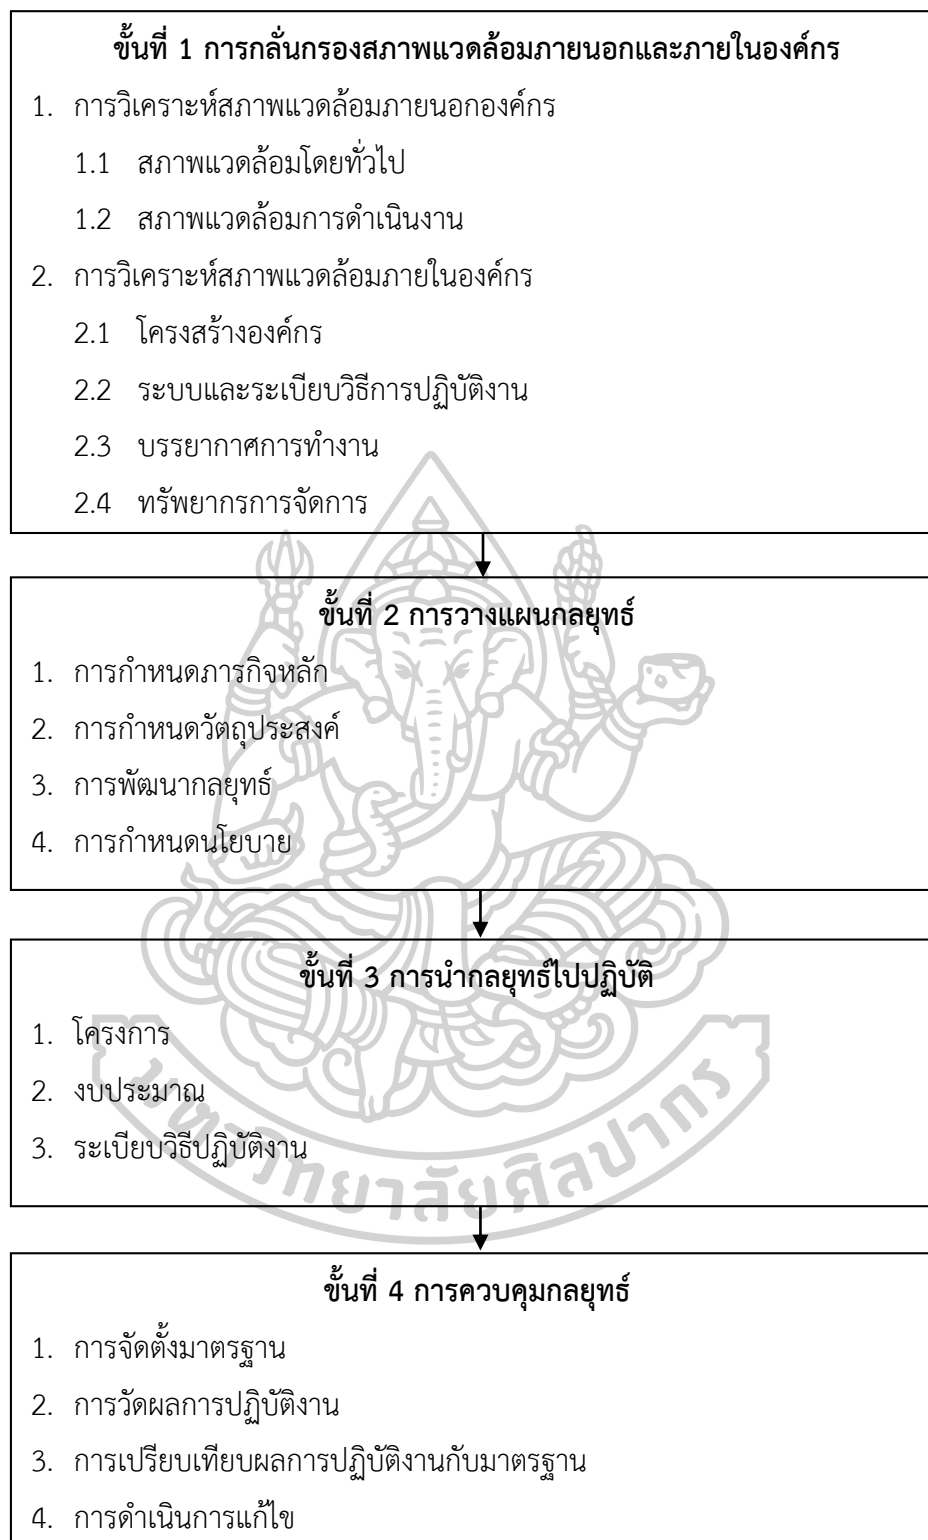 ขั้นที่ 1 การกลั่นกรองสภาพแวดล้อมภายนอกและภายในองค์กร
1. การวิเคราะห์สภาพแวดล้อมภายนอกองค์กร
1.1 สภาพแวดล้อมโดยทั่วไป
1.2 สภาพแวดล้อมการดำเนินงาน
2. การวิเคราะห์สภาพแวดล้อมภายในองค์กร
2.1 โครงสร้างองค์กร
2.2 ระบบและระเบียบวิธีการปฏิบัติงาน
2.3 บรรยากาศการทำงาน
2.4 ทรัพยากรการจัดการ
ขั้นที่ 2 การวางแผนกลยุทธ์
1. การกำหนดภารกิจหลัก
2. การกำหนดวัตถุประสงค์
3. การพัฒนากลยุทธ์
4. การกำหนดนโยบาย
ขั้นที่ 3 การนำกลยุทธ์ไปปฏิบัติ
1. โครงการ
2. งบประมาณ
3. ระเบียบวิธีปฏิบัติงาน
มหาวิทยาลัยศิลปากร
ขั้นที่ 4 การควบคุมกลยุทธ์
1. การจัดตั้งมาตรฐาน
2. การวัดผลการปฏิบัติงาน
3. การเปรียบเทียบผลการปฏิบัติงานกับมาตรฐาน
4. การดำเนินการแก้ไข